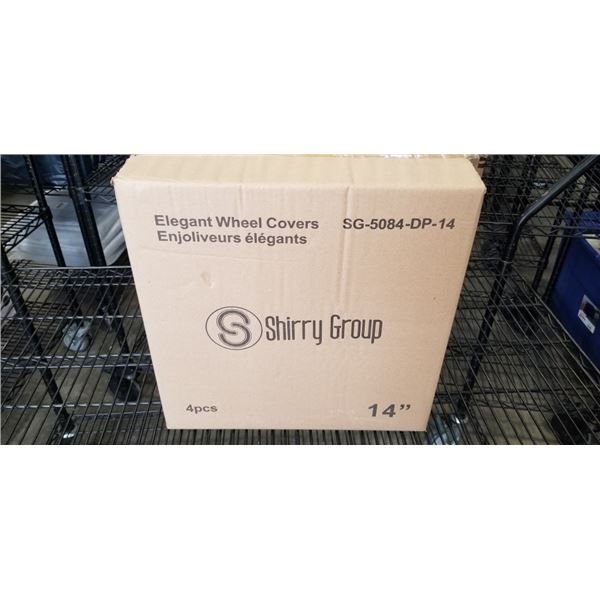 Elegant Wheel Covers SG-5084-DP-14
Enjoliveurs élégants
S Shirry Group
4pcs 14”